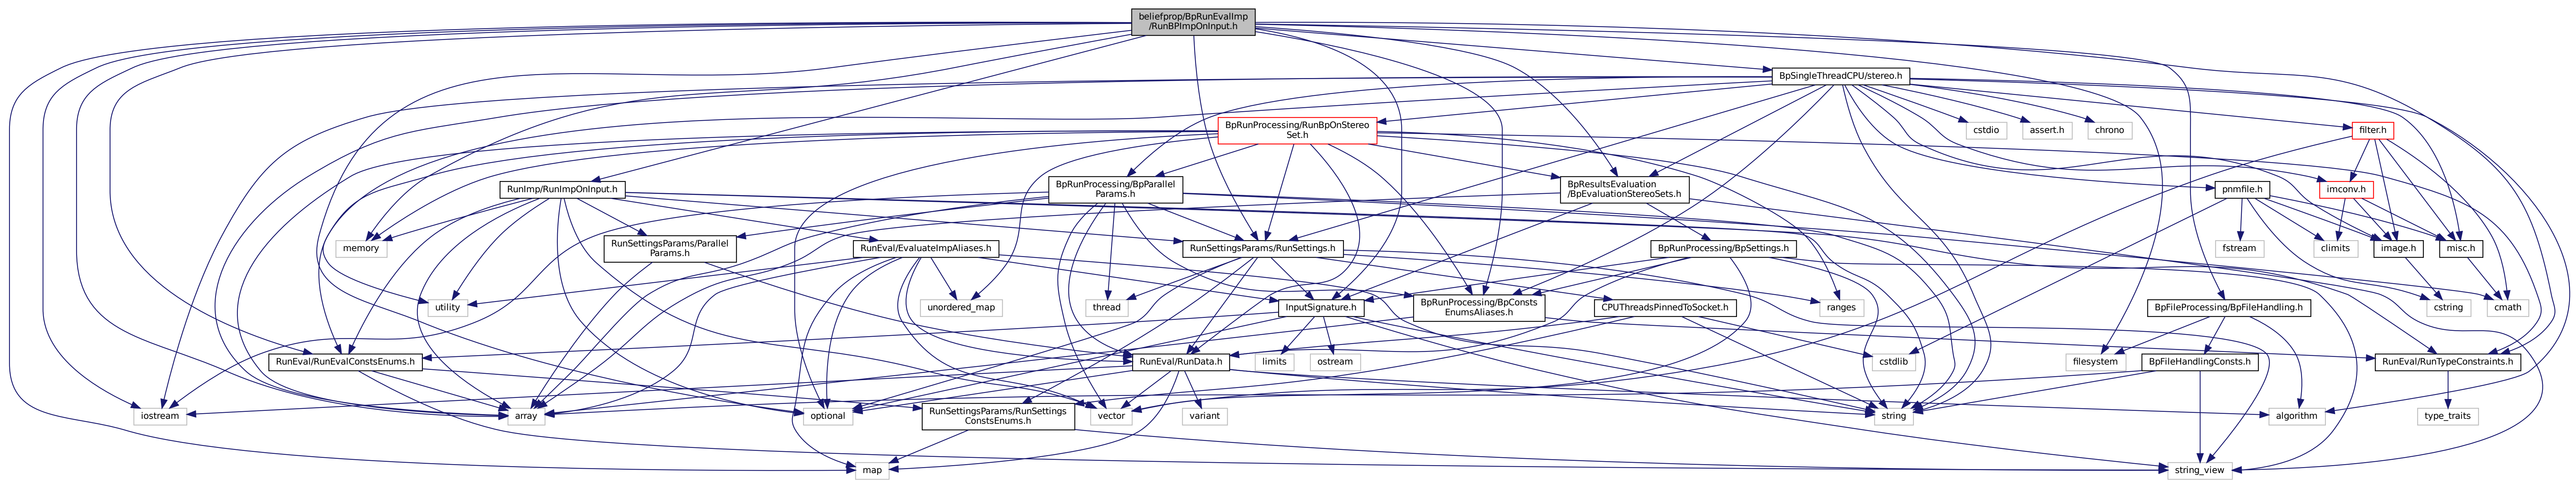 beliefprop/BpRunEvalImp
/RunBPImpOnInput.h
BpSingleThreadCPU/stereo.h
BpRunProcessing/RunBpOnStereo
Set.h
cstdio
assert.h
chrono
filter.h
RunImp/RunImpOnInput.h
BpRunProcessing/BpParallel
Params.h
BpResultsEvaluation
/BpEvaluationStereoSets.h
pnmfile.h
imconv.h
memory
RunSettingsParams/Parallel
Params.h
RunEval/EvaluateImpAliases.h
RunSettingsParams/RunSettings.h
BpRunProcessing/BpSettings.h
fstream
climits
image.h
misc.h
utility
unordered_map
thread
InputSignature.h
BpRunProcessing/BpConsts
EnumsAliases.h
CPUThreadsPinnedToSocket.h
ranges
BpFileProcessing/BpFileHandling.h
cstring
cmath
RunEval/RunEvalConstsEnums.h
RunEval/RunData.h
limits
ostream
cstdlib
filesystem
BpFileHandlingConsts.h
RunEval/RunTypeConstraints.h
iostream
array
optional
RunSettingsParams/RunSettings
ConstsEnums.h
vector
variant
string
algorithm
type_traits
map
string_view